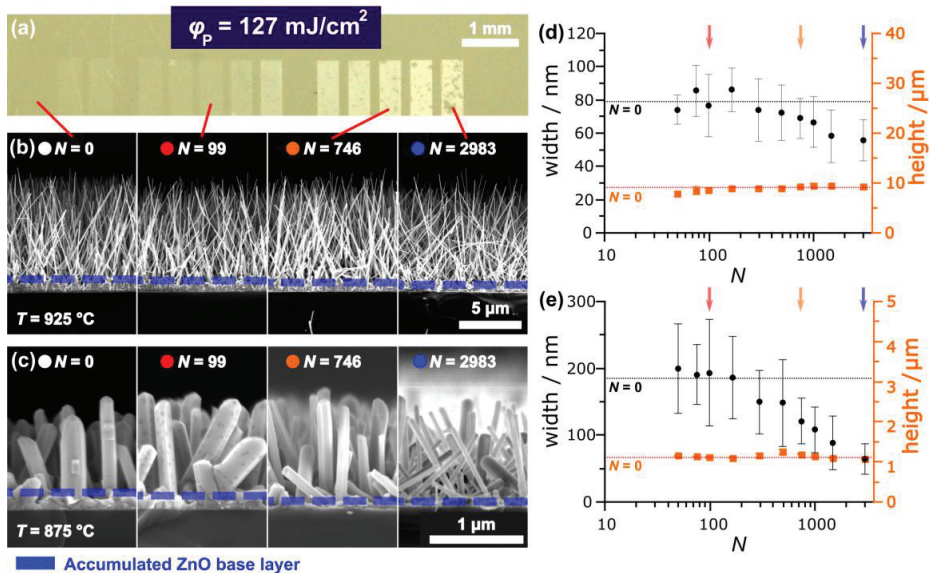 (a)
φP = 127 mJ/cm²
1 mm
(b)
N = 0
N = 99
N = 746
N = 2983
T = 925 °C
5 µm
(c)
N = 0
N = 99
N = 746
N = 2983
T = 875 °C
1 µm
Accumulated ZnO base layer
(d)
120
100
80
60
40
20
0
width / nm
N = 0
N = 0
40
30
20
10
0
height / µm
10
100
1000
N
(e)
300
200
100
0
width / nm
N = 0
N = 0
5
4
3
2
1
0
height / µm
10
100
1000
N